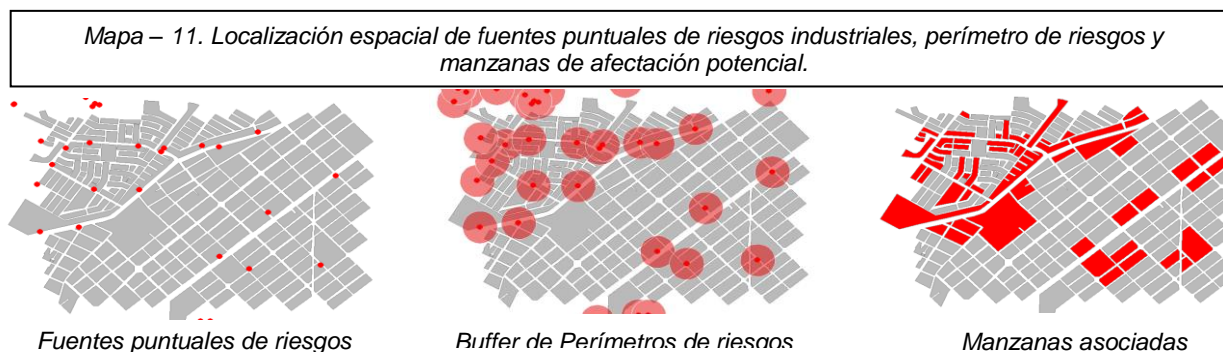 Mapa – 11. Localización espacial de fuentes puntuales de riesgos industriales, perímetro de riesgos y
manzanas de afectación potencial.
Fuentes puntuales de riesgos
Buffer de Perímetros de riesgos
Manzanas asociadas